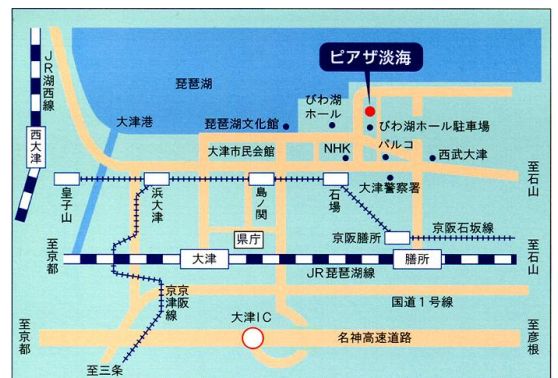 ピアザ淡海
JR湖西線
琵琶湖
西大津
大津港
琵琶湖文化館
びわ湖
ホール
びわ湖ホール駐車場
大津市民会館
NHK
パルコ
西武大津
至石山
皇子山
浜大津
島ノ関
石場
大津警察署
京阪膳所
京阪石坂線
県庁
至京都
大津
膳所
至石山
JR琵琶湖線
京阪
京津線
国道1号線
大津IC
至京都
名神高速道路
至彦根
至三条